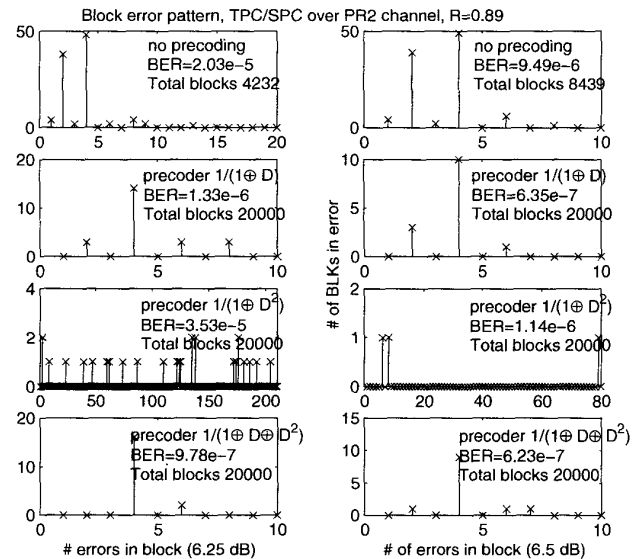 Block error pattern, TPC/SPC over PR2 channel, R=0.89
50
0
0 5 10 15 20
no precoding
BER=2.03e−5
Total blocks 4232
50
0
0 5 10
no precoding
BER=9.49e−6
Total blocks 8439
20
10
0
0 5 10
precoder 1/(1⊕ D)
BER=1.33e−6
Total blocks 20000
10
5
0
0 5 10
precoder 1/(1⊕ D)
BER=6.35e−7
Total blocks 20000
# of BLKs in error
4
2
0
0 50 100 150 200
precoder 1/(1⊕ D²)
BER=3.53e−5
Total blocks 20000
2
1
0
0 20 40 60 80
precoder 1/(1⊕ D²)
BER=1.14e−6
Total blocks 20000
20
10
0
0 5 10
precoder 1/(1⊕ D⊕ D²)
BER=9.78e−7
Total blocks 20000
# errors in block (6.25 dB)
15
10
5
0
0 5 10
precoder 1/(1⊕ D⊕ D²)
BER=6.23e−7
Total blocks 20000
# of errors in block (6.5 dB)